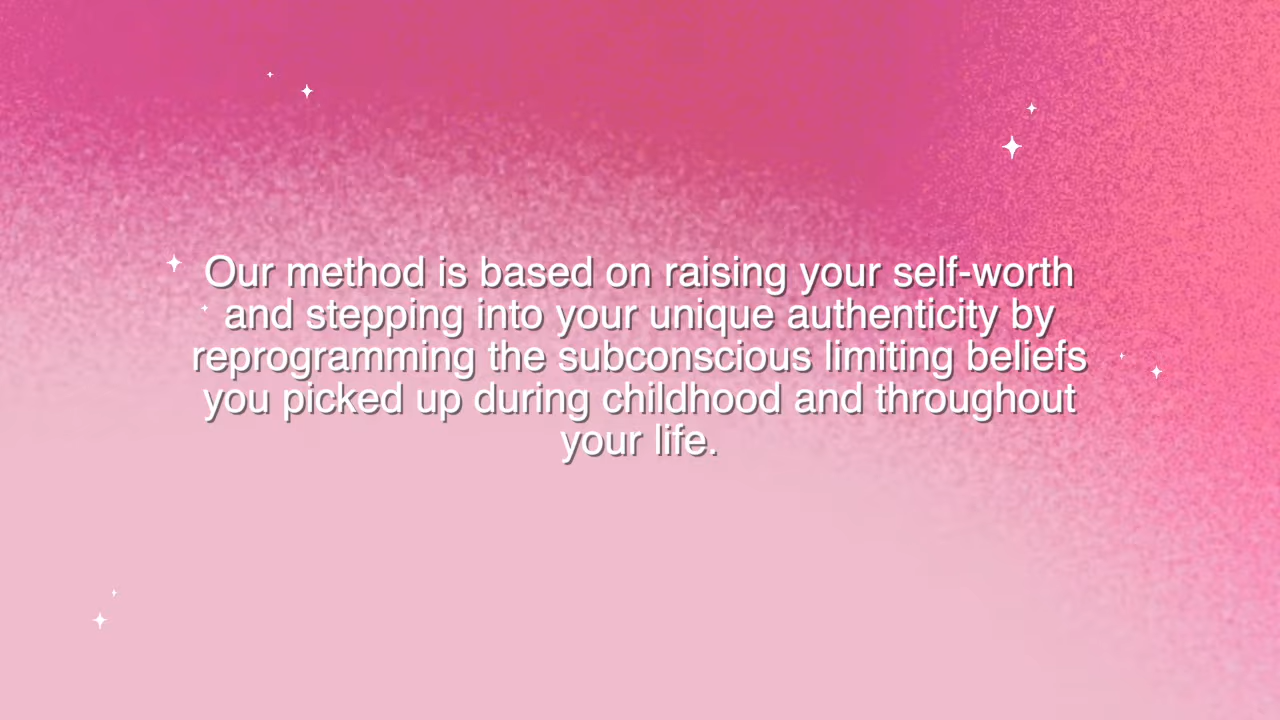 Our method is based on raising your self-worth
and stepping into your unique authenticity by
reprogramming the subconscious limiting beliefs
you picked up during childhood and throughout
your life.